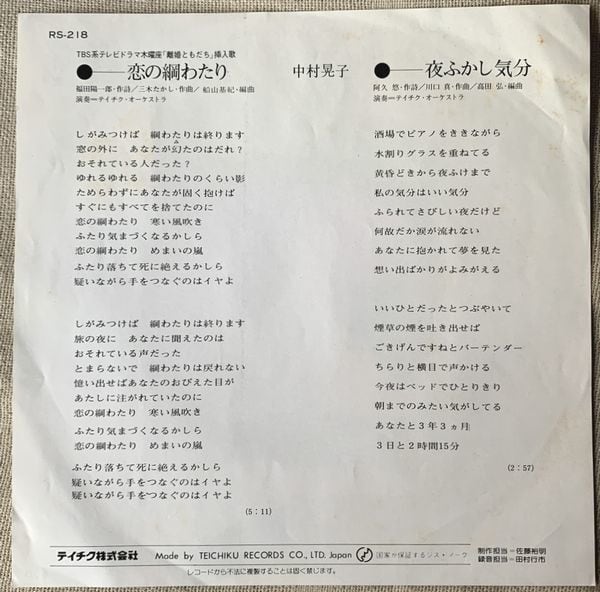 RS-218
TBS系テレビドラマ木曜座「離婚ともだち」挿入歌
●──恋の綱わたり
福田陽一郎・作詩／三木たかし・作曲／船山基紀・編曲
演奏＝テイチク・オーケストラ
中村晃子
●──夜ふかし気分
阿久 悠・作詩／川口 真・作曲／高田 弘・編曲
演奏＝テイチク・オーケストラ
しがみつけば 綱わたりは終ります
窓の外に あなたが幻たのはだれ？
おそれている人だった？
ゆれるゆれる 綱わたりのくらい影
ためらわずにあなたが固く抱けば
すぐにもすべてを捨てたのに
恋の綱わたり 寒い風吹き
ふたり気まづくなるかしら
恋の綱わたり めまいの嵐
ふたり落ちて死に絶えるかしら
疑いながら手をつなぐのはイヤよ
しがみつけば 綱わたりは終ります
旅の夜に あなたに聞えたのは
おそれている声だった
とまらないで 綱わたりは戻れない
憶い出せばあなたのおびえた目が
あたしに注がれていたのに
恋の綱わたり 寒い風吹き
ふたり気まづくなるかしら
恋の綱わたり めまいの嵐
ふたり落ちて死に絶えるかしら
疑いながら手をつなぐのはイヤよ
疑いながら手をつなぐのはイヤよ
(5：11)
酒場でピアノをききながら
水割りグラスを重ねてる
黄昏どきから夜ふけまで
私の気分はいい気分
ふられてさびしい夜だけど
何故だか涙が流れない
あなたに抱かれて夢を見た
想い出ばかりがよみがえる
いいひとだったとつぶやいて
煙草の煙を吐き出せば
ごきげんですねとバーテンダー
ちらりと横目で声かける
今夜はベッドでひとりきり
朝までのみたい気がしてる
あなたと3年3ヵ月
3日と2時間15分
(2：57)
テイチク株式会社
Made by TEICHIKU RECORDS CO., LTD. Japan
レコードから不法に複製することは固く禁じます。
制作担当＝佐藤裕明
録音担当＝田村行市